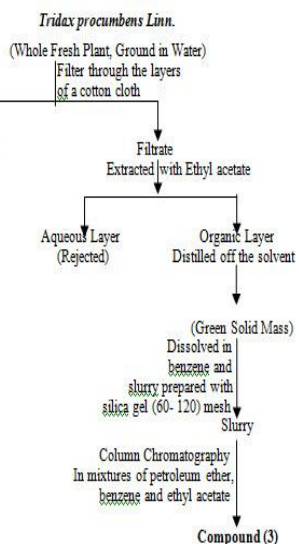 Tridax procumbens Linn.
(Whole Fresh Plant, Ground in Water)
Filter through the layers
of a cotton cloth
Filtrate
Extracted with Ethyl acetate
Aqueous Layer
(Rejected)
Organic Layer
Distilled off the solvent
(Green Solid Mass)
Dissolved in
benzene and
slurry prepared with
silica gel (60- 120) mesh
Slurry
Column Chromatography
In mixtures of petroleum ether,
benzene and ethyl acetate
Compound (3)